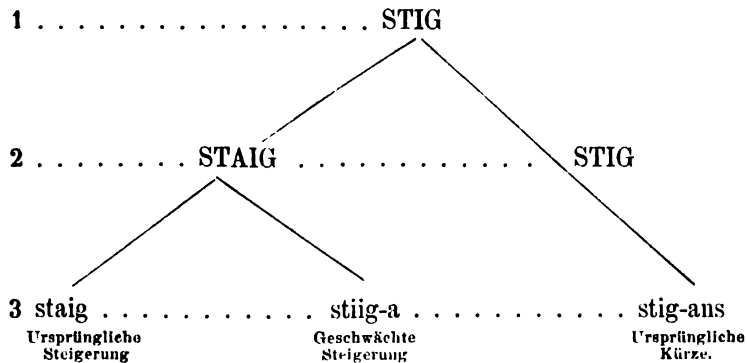 1 . . . . . . . . . . . . . . . . . STIG
2 . . . . . . . . STAIG . . . . . . . . . . . . STIG
3 staig . . . . . . . . . . stiig-a . . . . . . . . . . stig-ans
Ursprüngliche Geschwächte Ursprüngliche
Steigerung Steigerung Kürze.